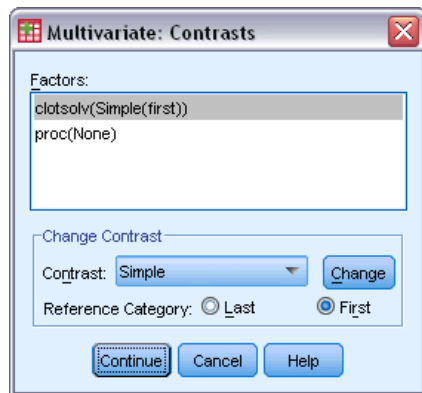 Multivariate: Contrasts
Factors:
clotsolv(Simple(first))
proc(None)
Change Contrast
Contrast: Simple Change
Reference Category: Last First
Continue Cancel Help